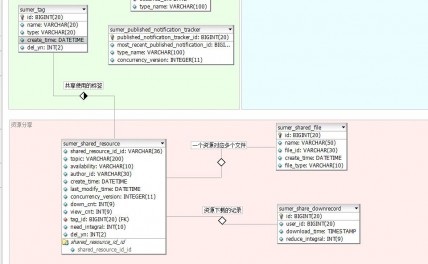 type_name: VARCHAR(100)
sumer_tag
id: BIGINT(20)
name: VARCHAR(20)
type: VARCHAR(20)
create_time: DATETIME
del_yn: INT(2)
sumer_published_notification_tracker
published_notification_tracker_id: BIGINT(20)
most_recent_published_notification_id: BIGI...
type_name: VARCHAR(100)
concurrency_version: INTEGER(11)
共享使用的标签
资源分享
sumer_shared_resource
shared_resource_id_id: VARCHAR(36)
topic: VARCHAR(200)
availability: VARCHAR(10)
author_id: VARCHAR(30)
create_time: DATETIME
last_modify_time: DATETIME
concurrency_version: INTEGER(11)
down_cnt: INT(9)
view_cnt: INT(9)
tag_id: BIGINT(20) (FK)
need_integral: INT(10)
del_yn: INT(2)
shared_resource_id_id
shared_resource_id_id
一个资源对应多个文件
sumer_shared_file
id: BIGINT(20)
name: VARCHAR(50)
file_id: VARCHAR(30)
create_time: DATETIME
file_type: VARCHAR(10)
资源下载的记录
sumer_share_downrecord
id: BIGINT(20)
user_id: BIGINT(20)
download_time: TIMESTAMP
reduce_integral: INT(9)